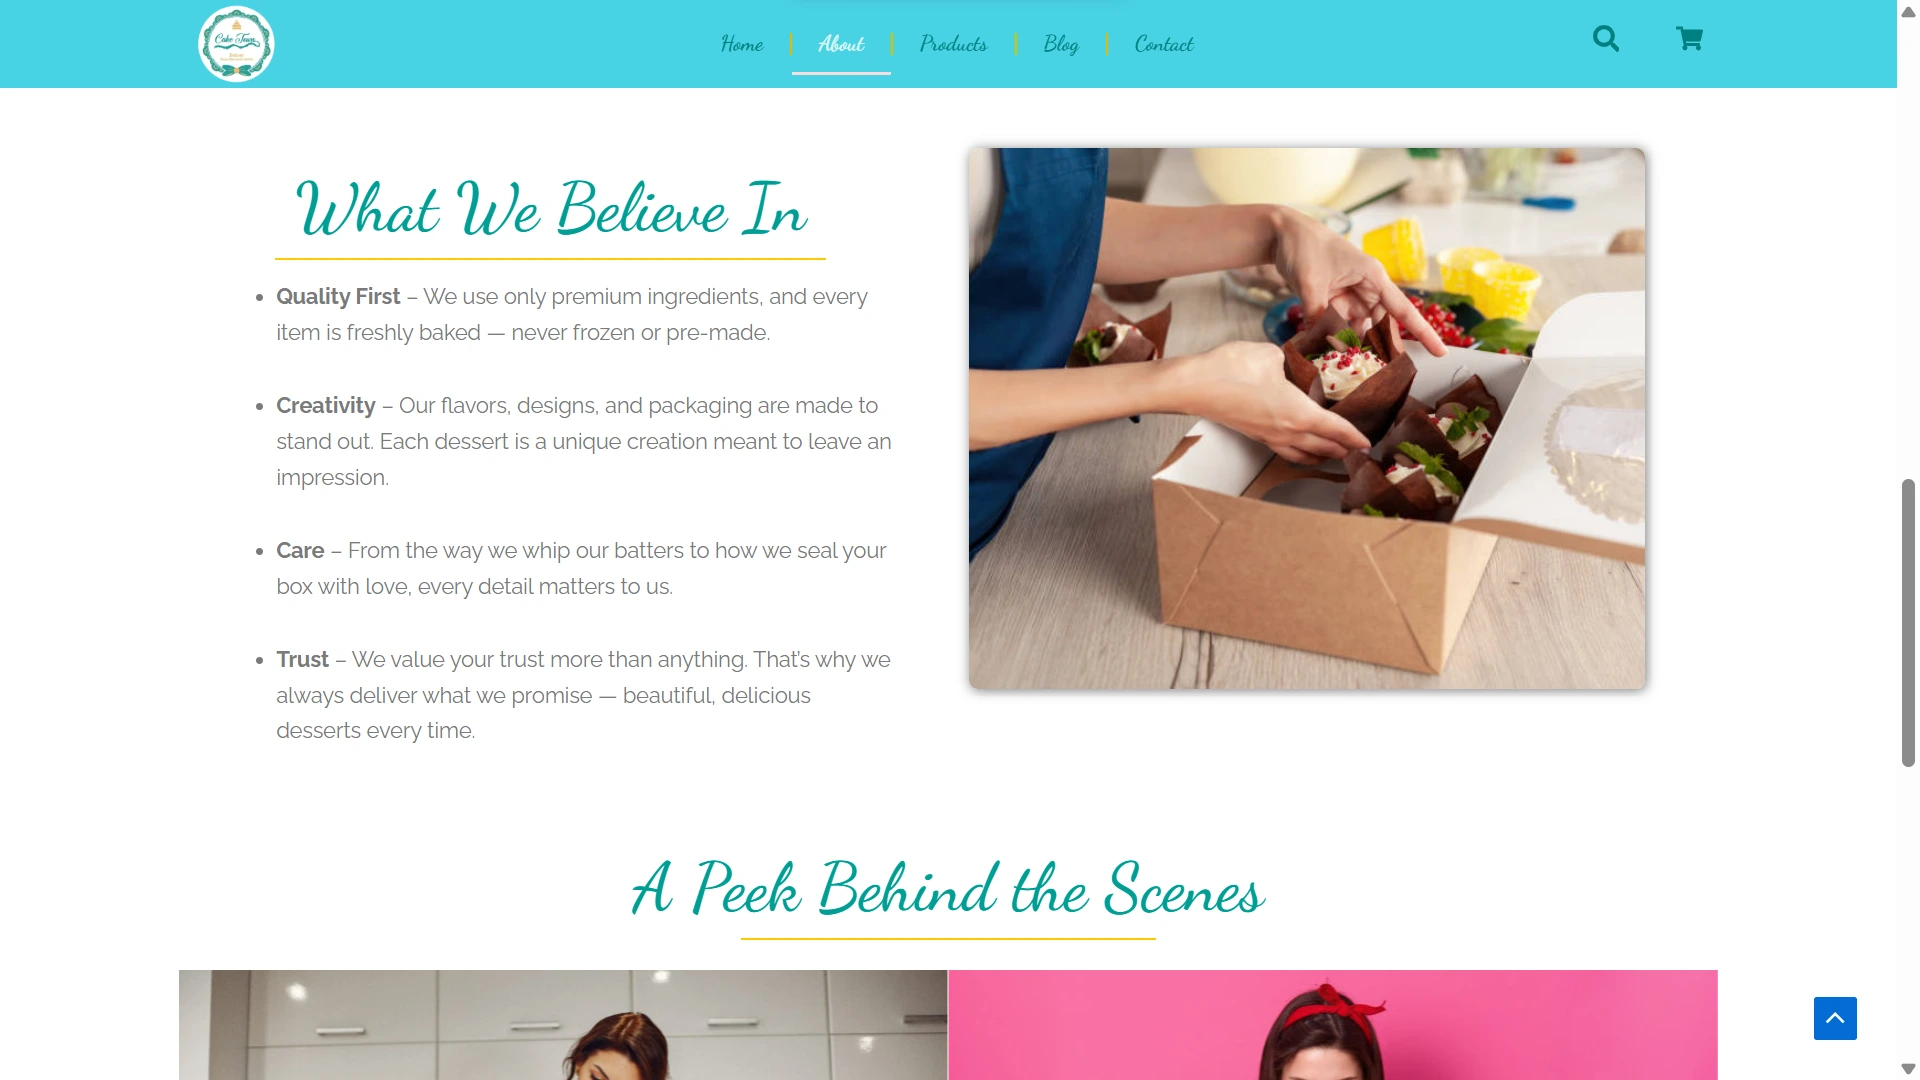 Cake Town
Home
About
Products
Blog
Contact
What We Believe In
Quality First – We use only premium ingredients, and every
item is freshly baked — never frozen or pre-made.
Creativity – Our flavors, designs, and packaging are made to
stand out. Each dessert is a unique creation meant to leave an
impression.
Care – From the way we whip our batters to how we seal your
box with love, every detail matters to us.
Trust – We value your trust more than anything. That’s why we
always deliver what we promise — beautiful, delicious
desserts every time.
A Peek Behind the Scenes